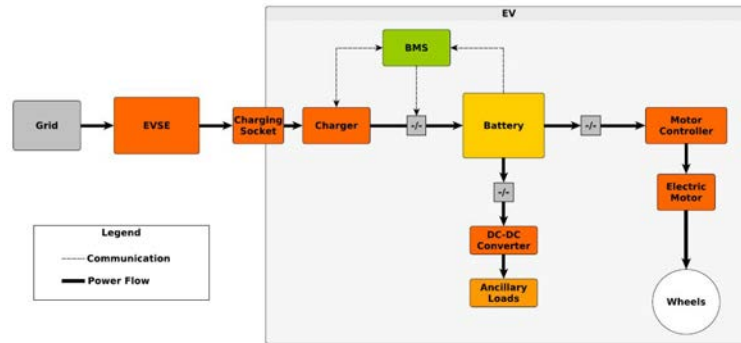 EV
BMS
Grid
EVSE
Charging
Socket
Charger
-/-
Battery
-/-
Motor
Controller
-/-
Electric
Motor
DC-DC
Converter
Ancillary
Loads
Wheels
Legend
Communication
Power Flow